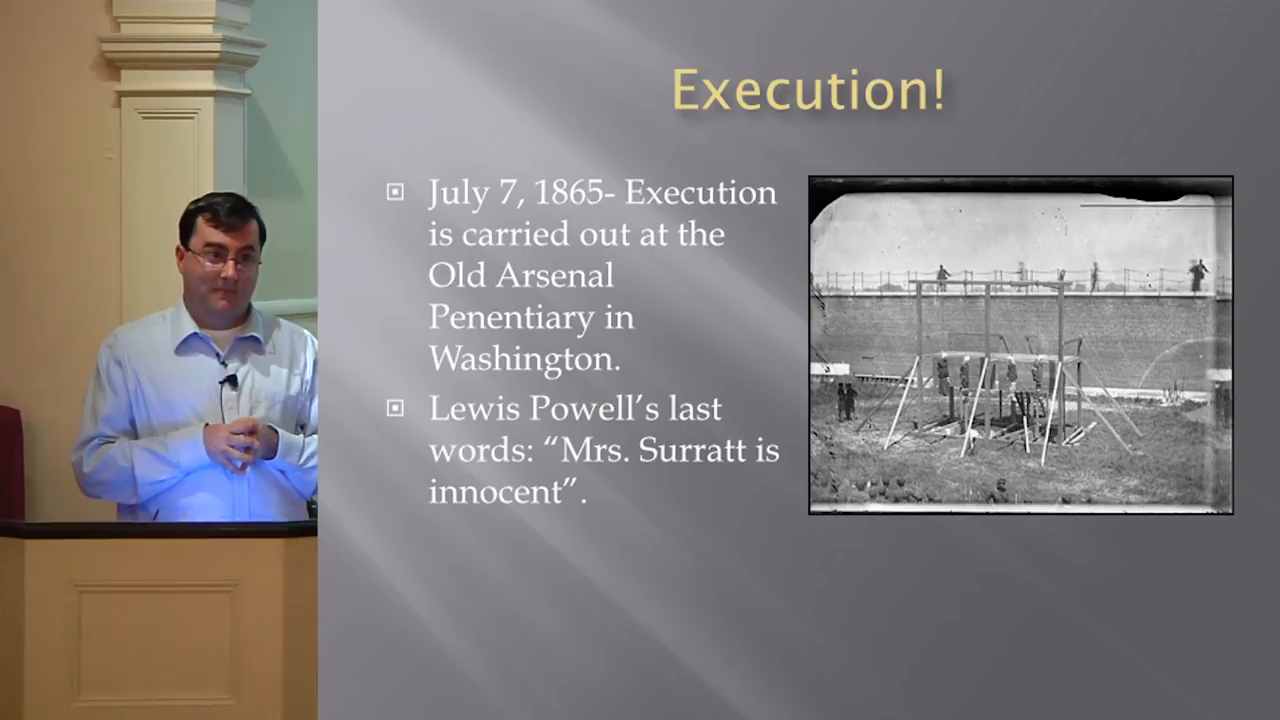 Execution!
July 7, 1865- Execution
is carried out at the
Old Arsenal
Penentiary in
Washington.
Lewis Powell’s last
words: “Mrs. Surratt is
innocent”.